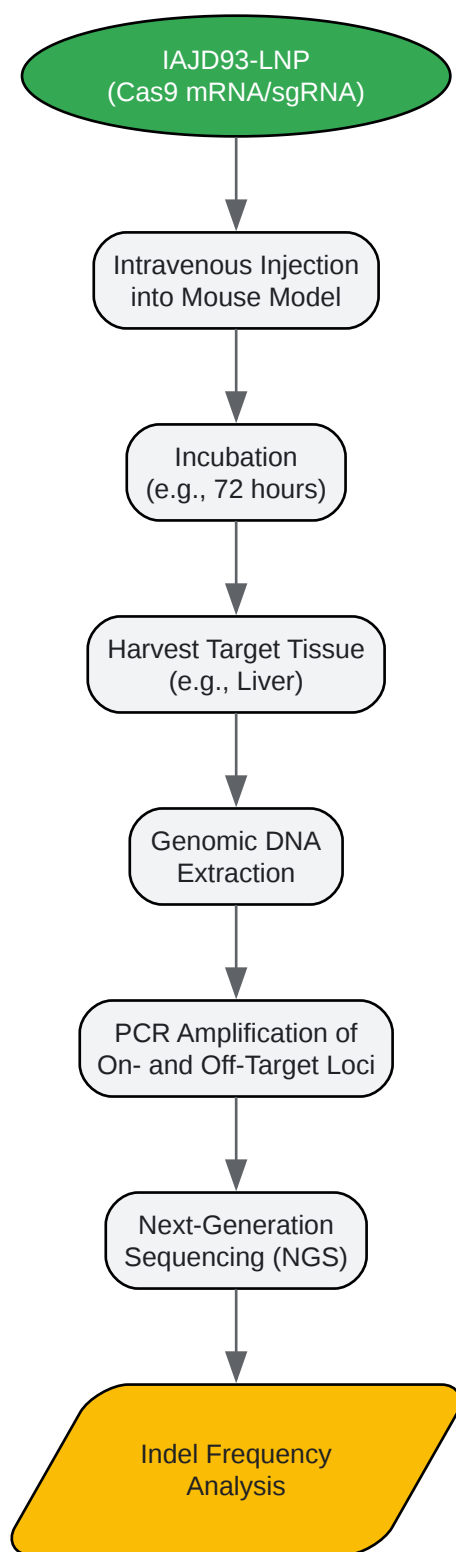 IAJD93-LNP
(Cas9 mRNA/sgRNA)
Intravenous Injection
into Mouse Model
Incubation
(e.g., 72 hours)
Harvest Target Tissue
(e.g., Liver)
Genomic DNA
Extraction
PCR Amplification of
On- and Off-Target Loci
Next-Generation
Sequencing (NGS)
Indel Frequency
Analysis